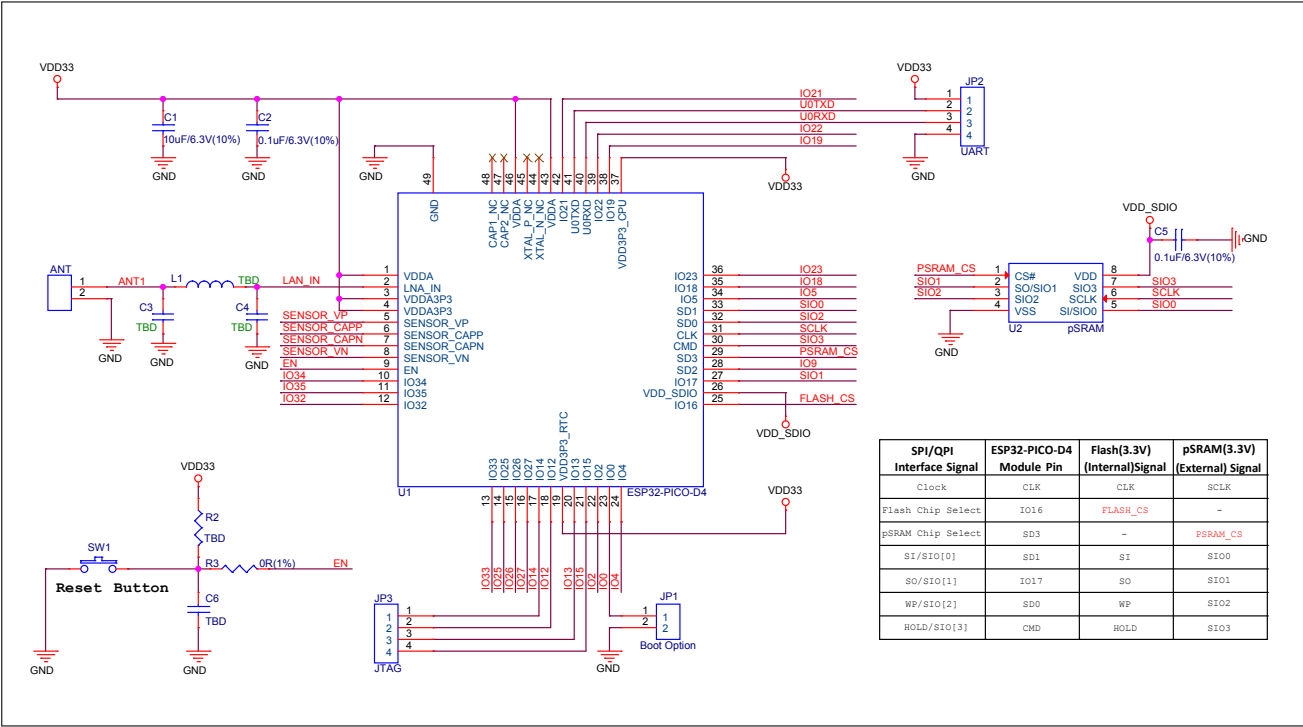 VDD33
C1
10uF/6.3V(10%)
GND
C2
0.1uF/6.3V(10%)
GND
GND
49
48
47
46
45
44
43
42
41
40
39
38
37
GND
CAP1_NC
CAP2_NC
VDDA
XTAL_P_NC
XTAL_N_NC
VDDA
IO21
U0TXD
U0RXD
IO22
IO19
VDD3P3_CPU
IO21
U0TXD
U0RXD
IO22
IO19
VDD33
VDD33
JP2
1 1
2 2
3 3
4 4
UART
GND
ANT
1
2
ANT1
L1
TBD
LAN_IN
C3
TBD
C4
TBD
GND
GND
GND
1 VDDA
2 LNA_IN
3 VDDA3P3
4 VDDA3P3
SENSOR_VP 5 SENSOR_VP
SENSOR_CAPP 6 SENSOR_CAPP
SENSOR_CAPN 7 SENSOR_CAPN
SENSOR_VN 8 SENSOR_VN
EN 9 EN
IO34 10 IO34
IO35 11 IO35
IO32 12 IO32
IO23 36 IO23
IO18 35 IO18
IO5 34 IO5
SD1 33 SIO0
SD0 32 SIO2
CLK 31 SCLK
CMD 30 SIO3
SD3 29 PSRAM_CS
SD2 28 IO9
IO17 27 SIO1
VDD_SDIO 26
IO16 25 FLASH_CS
VDD_SDIO
VDD_SDIO
C5
0.1uF/6.3V(10%)
GND
PSRAM_CS 1 CS#
SIO1 2 SO/SIO1
SIO2 3 SIO2
4 VSS
VDD 8
SIO3 7 SIO3
SCLK 6 SCLK
SI/SIO0 5 SIO0
U2
pSRAM
GND
IO33
IO25
IO26
IO27
IO14
IO12
VDD3P3_RTC
IO13
IO15
IO2
IO0
IO4
U1
ESP32-PICO-D4
13
14
15
16
17
18
19
20
21
22
23
24
VDD33
IO33
IO25
IO26
IO27
IO14
IO12
IO13
IO15
IO2
IO0
IO4
JP3
1 1
2 2
3 3
4 4
JTAG
JP1
1 1
2 2
Boot Option
GND
VDD33
R2
TBD
SW1
Reset Button
R3
0R(1%)
EN
C6
TBD
GND
GND
SPI/QPI Interface Signal ESP32-PICO-D4 Module Pin Flash(3.3V) (Internal)Signal pSRAM(3.3V) (External) Signal
Clock CLK CLK SCLK
Flash Chip Select IO16 FLASH_CS -
pSRAM Chip Select SD3 - PSRAM_CS
SI/SIO[0] SD1 SI SIO0
SO/SIO[1] IO17 SO SIO1
WP/SIO[2] SD0 WP SIO2
HOLD/SIO[3] CMD HOLD SIO3